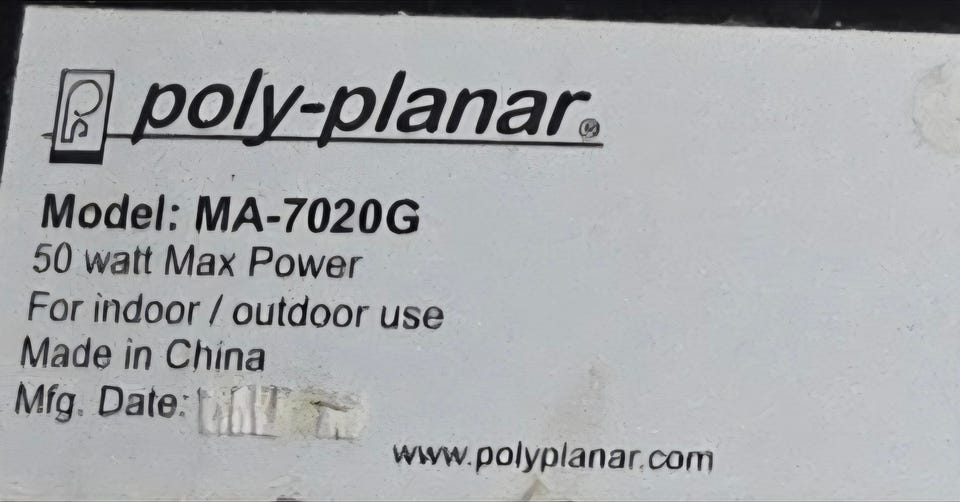 poly-planar®
Model: MA-7020G
50 watt Max Power
For indoor / outdoor use
Made in China
Mfg. Date:
www.polyplanar.com